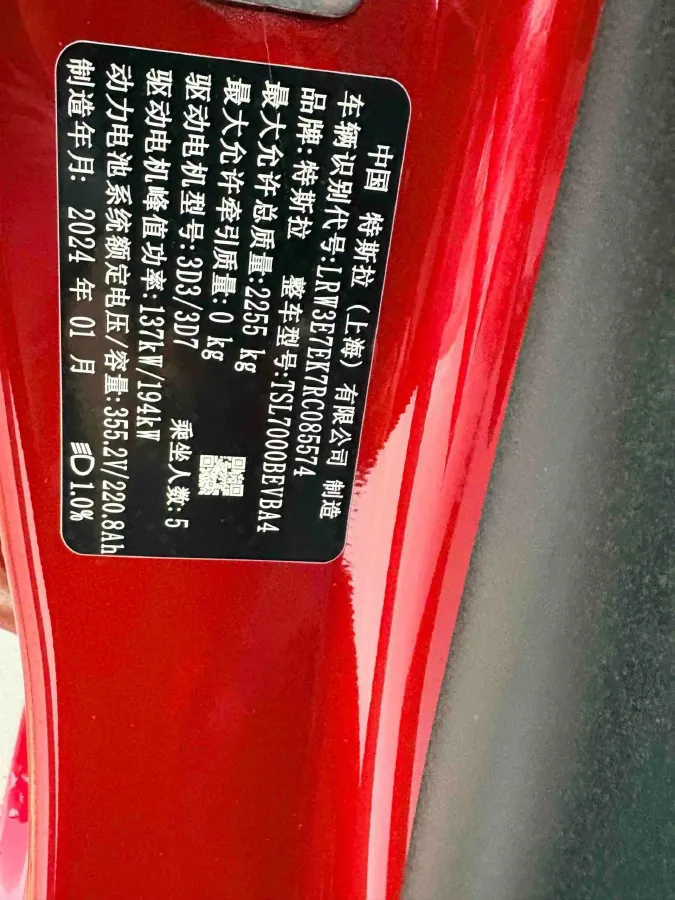 中国 特斯拉（上海）有限公司 制造
车辆识别代号:LRW3E7EK7RC085574
品牌:特斯拉 整车型号:TSL7000BEVBA4
最大允许总质量:2255 kg
最大允许牵引质量:0 kg
驱动电机型号:3D3/3D7 乘坐人数:5
驱动电机峰值功率:137kW/194kW
动力电池系统额定电压/容量:355.2V/220.8Ah
制造年月: 2024 年 01 月 1.0%